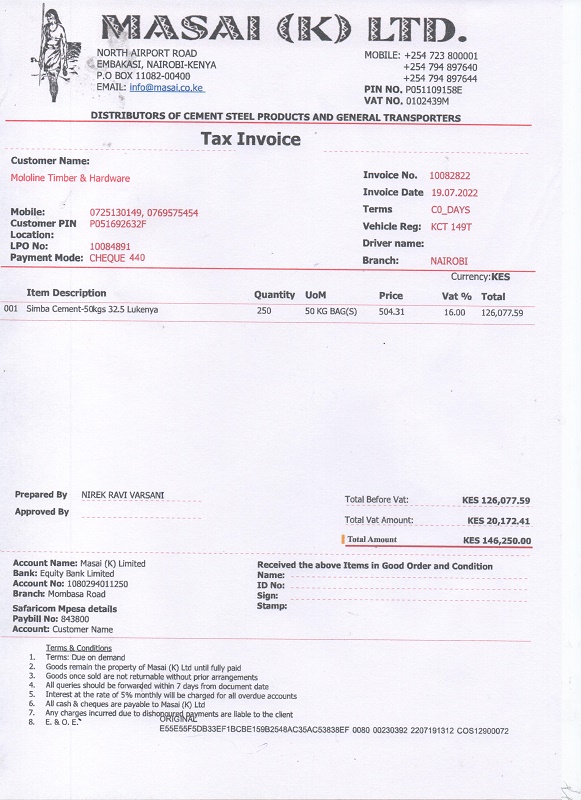 MASAI (K) LTD.
NORTH AIRPORT ROAD
EMBAKASI, NAIROBI-KENYA
P.O BOX 11082-00400
EMAIL: info@masai.co.ke
MOBILE: +254 723 800001
+254 794 897640
+254 794 897644
PIN NO. P051109158E
VAT NO. 0102439M
DISTRIBUTORS OF CEMENT STEEL PRODUCTS AND GENERAL TRANSPORTERS
Tax Invoice
Customer Name:
Mololine Timber & Hardware
Mobile: 0725130149, 0769575454
Customer PIN P051692632F
Location:
LPO No: 10084891
Payment Mode: CHEQUE 440
Invoice No. 10082822
Invoice Date 19.07.2022
Terms C0_DAYS
Vehicle Reg: KCT 149T
Driver name:
Branch: NAIROBI
Currency:KES
Item Description Quantity UoM Price Vat % Total
001 Simba Cement-50kgs 32.5 Lukenya 250 50 KG BAG(S) 504.31 16.00 126,077.59
Prepared By NIREK RAVI VARSANI
Approved By
Total Before Vat: KES 126,077.59
Total Vat Amount: KES 20,172.41
Total Amount KES 146,250.00
Account Name: Masai (K) Limited
Bank: Equity Bank Limited
Account No: 1080294011250
Branch: Mombasa Road
Safaricom Mpesa details
Paybill No: 843800
Account: Customer Name
Received the above Items in Good Order and Condition
Name:
ID No:
Sign:
Stamp:
Terms & Conditions
1. Terms: Due on demand
2. Goods remain the property of Masai (K) Ltd until fully paid
3. Goods once sold are not returnable without prior arrangements
4. All queries should be forwarded within 7 days from document date
5. Interest at the rate of 5% monthly will be charged for all overdue accounts
6. All cash & cheques are payable to Masai (K) Ltd
7. Any charges incurred due to dishonoured payments are liable to the client
8. E. & O. E.
ORIGINAL
E55E55F5DB33EF1BCBE159B2548AC35AC53838EF 0080 00230392 2207191312 COS12900072